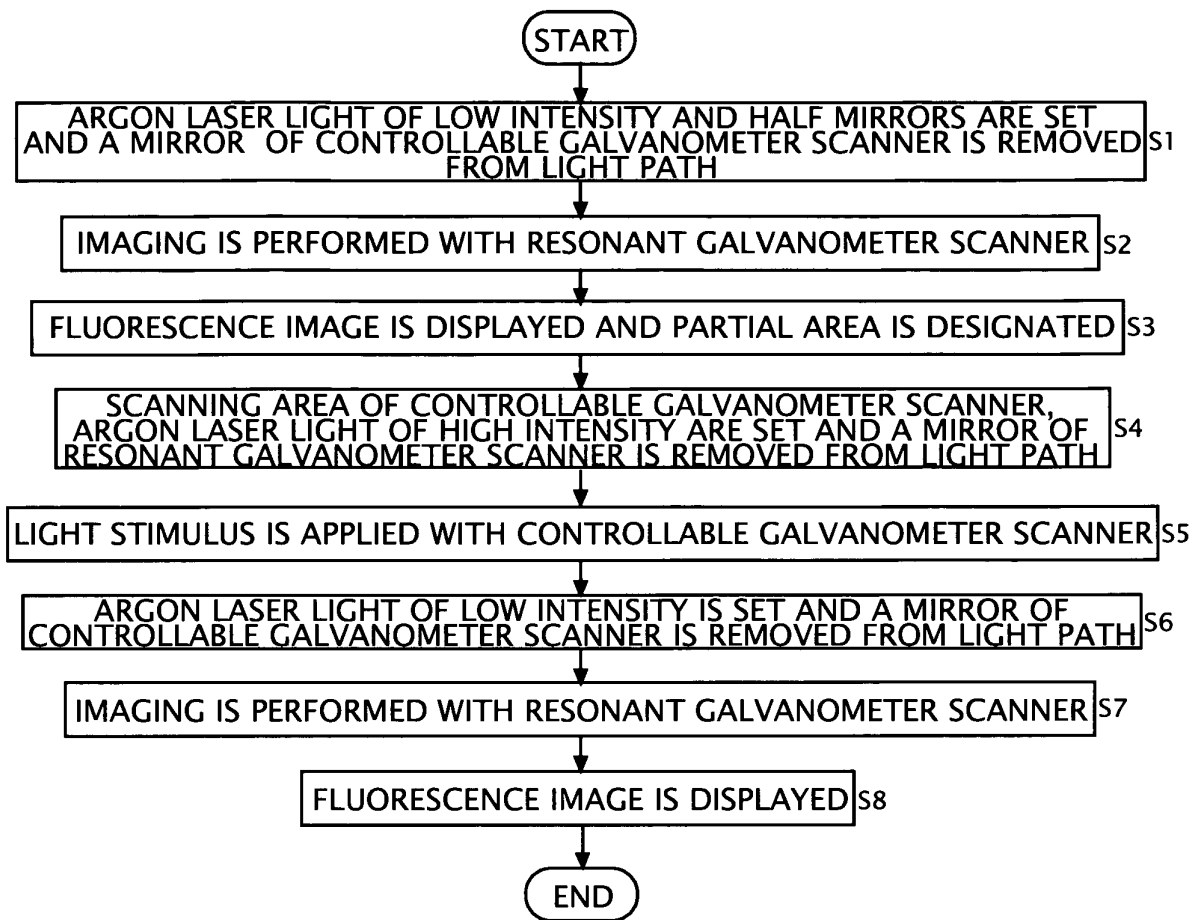 START
ARGON LASER LIGHT OF LOW INTENSITY AND HALF MIRRORS ARE SET
AND A MIRROR OF CONTROLLABLE GALVANOMETER SCANNER IS REMOVED
FROM LIGHT PATH
S1
IMAGING IS PERFORMED WITH RESONANT GALVANOMETER SCANNER
S2
FLUORESCENCE IMAGE IS DISPLAYED AND PARTIAL AREA IS DESIGNATED
S3
SCANNING AREA OF CONTROLLABLE GALVANOMETER SCANNER,
ARGON LASER LIGHT OF HIGH INTENSITY ARE SET AND A MIRROR OF
RESONANT GALVANOMETER SCANNER IS REMOVED FROM LIGHT PATH
S4
LIGHT STIMULUS IS APPLIED WITH CONTROLLABLE GALVANOMETER SCANNER
S5
ARGON LASER LIGHT OF LOW INTENSITY IS SET AND A MIRROR OF
CONTROLLABLE GALVANOMETER SCANNER IS REMOVED FROM LIGHT PATH
S6
IMAGING IS PERFORMED WITH RESONANT GALVANOMETER SCANNER
S7
FLUORESCENCE IMAGE IS DISPLAYED
S8
END